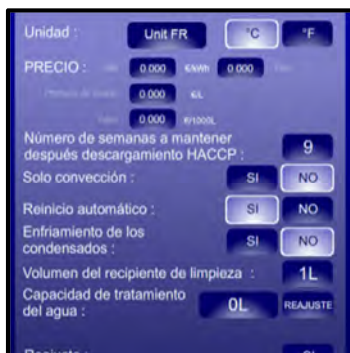 Unidad : Unit FR °C °F
PRECIO : 0.000 €/kWh 0.000
0.000 €/L
0.000 €/1000L
Número de semanas a mantener
después descargamiento HACCP : 9
Solo convección : SI NO
Reinicio automático : SI NO
Enfriamiento de los
condensados : SI NO
Volumen del recipiente de limpieza : 1L
Capacidad de tratamiento
del agua : 0L REAJUSTE